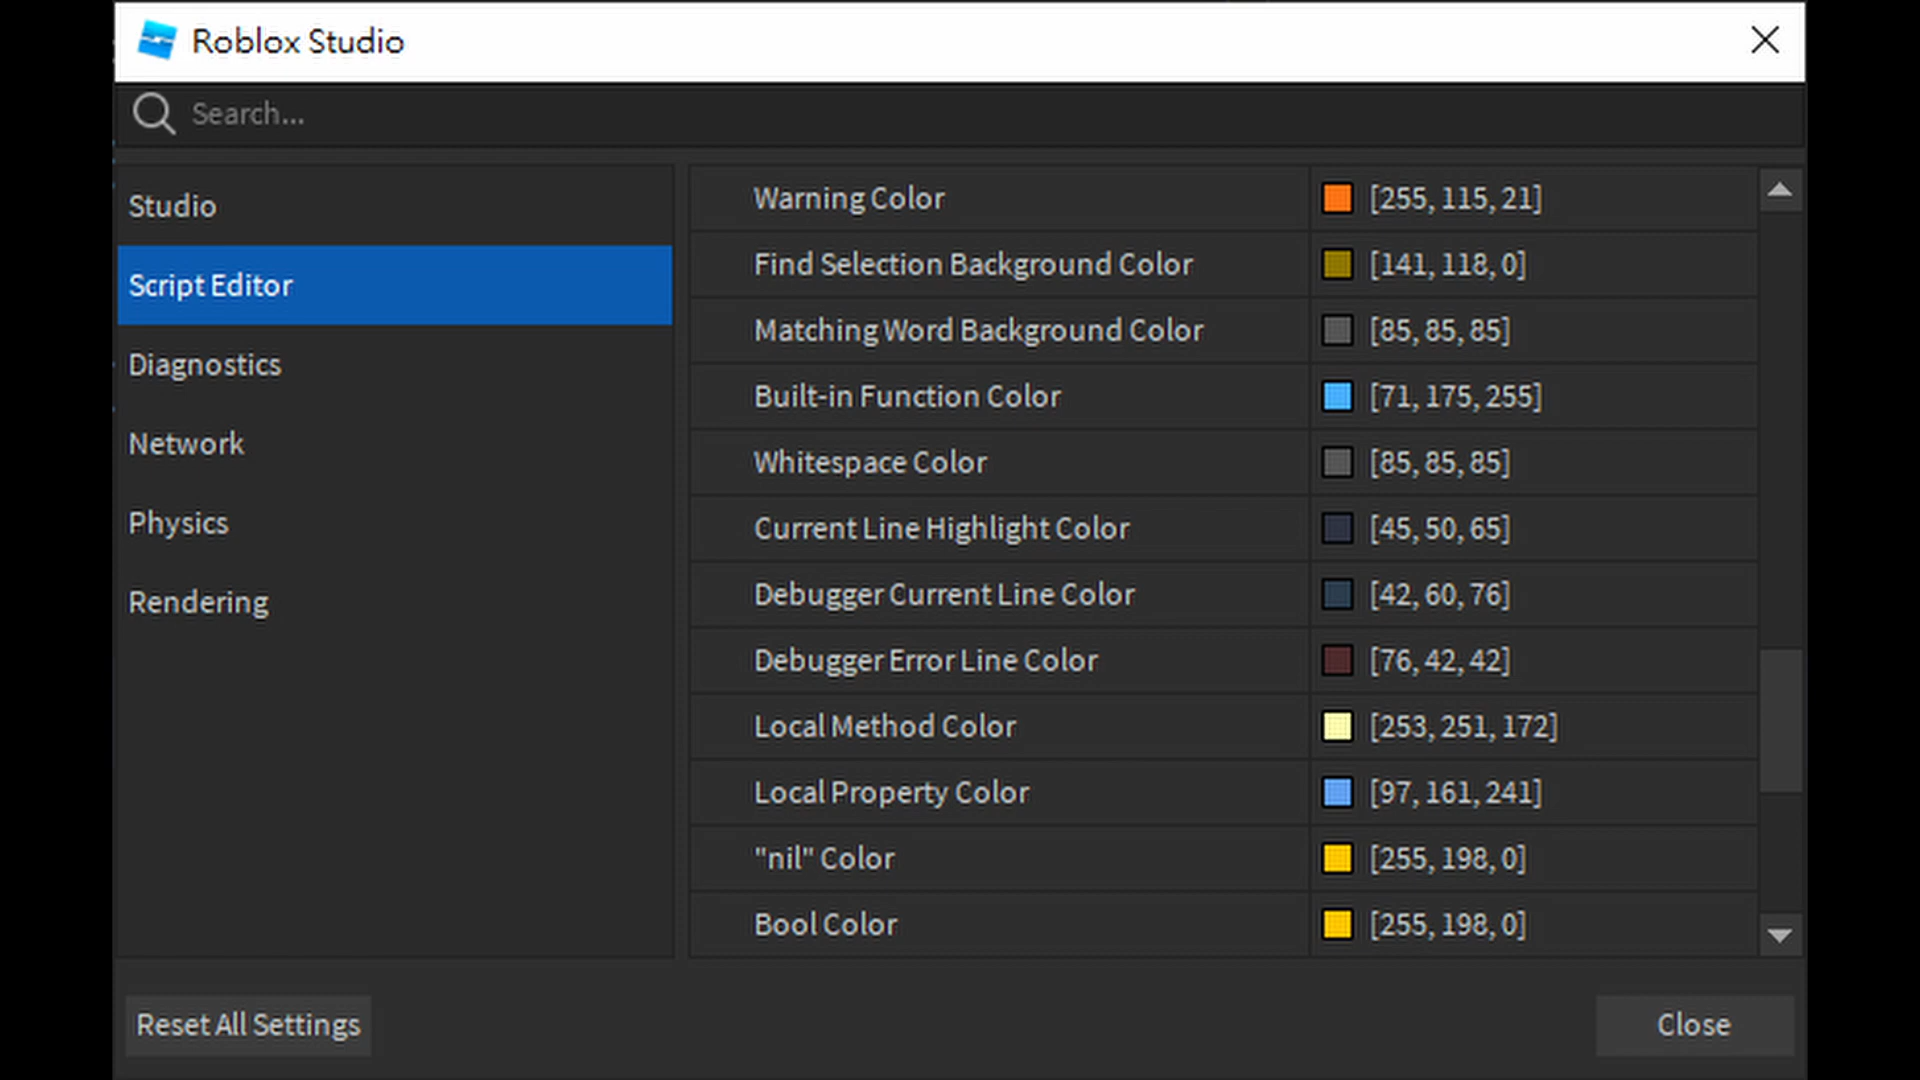 Roblox Studio
Search...
Studio
Script Editor
Diagnostics
Network
Physics
Rendering
Warning Color [255, 115, 21]
Find Selection Background Color [141, 118, 0]
Matching Word Background Color [85, 85, 85]
Built-in Function Color [71, 175, 255]
Whitespace Color [85, 85, 85]
Current Line Highlight Color [45, 50, 65]
Debugger Current Line Color [42, 60, 76]
Debugger Error Line Color [76, 42, 42]
Local Method Color [253, 251, 172]
Local Property Color [97, 161, 241]
"nil" Color [255, 198, 0]
Bool Color [255, 198, 0]
Reset All Settings
Close